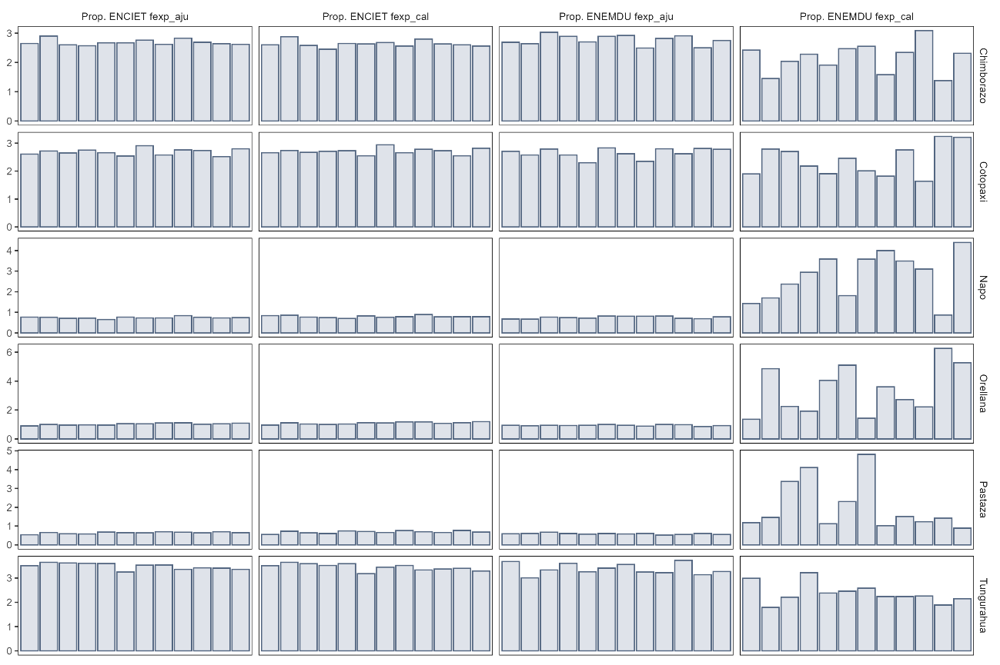 Prop. ENCIET fexp_aju
Prop. ENCIET fexp_cal
Prop. ENEMDU fexp_aju
Prop. ENEMDU fexp_cal
3
2
1
0
Chimborazo
3
2
1
0
Cotopaxi
4
3
2
1
0
Napo
6
4
2
0
Orellana
5
4
3
2
1
0
Pastaza
3
2
1
0
Tungurahua